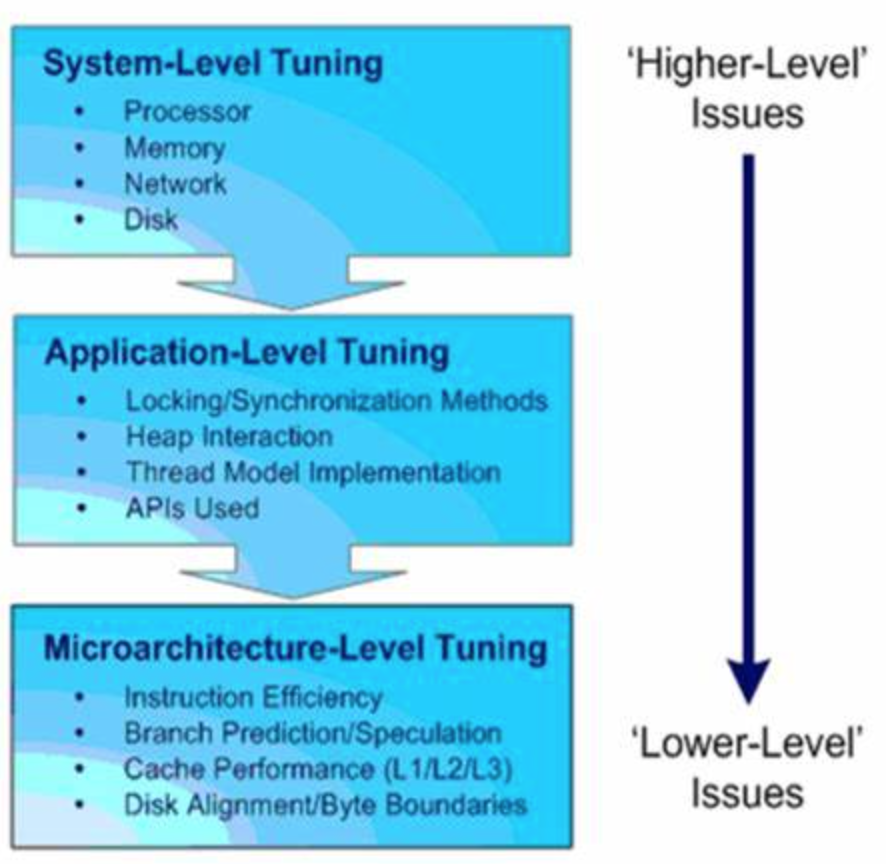 System-Level Tuning
• Processor
• Memory
• Network
• Disk
'Higher-Level'
Issues
Application-Level Tuning
• Locking/Synchronization Methods
• Heap Interaction
• Thread Model Implementation
• APIs Used
Microarchitecture-Level Tuning
• Instruction Efficiency
• Branch Prediction/Speculation
• Cache Performance (L1/L2/L3)
• Disk Alignment/Byte Boundaries
'Lower-Level'
Issues